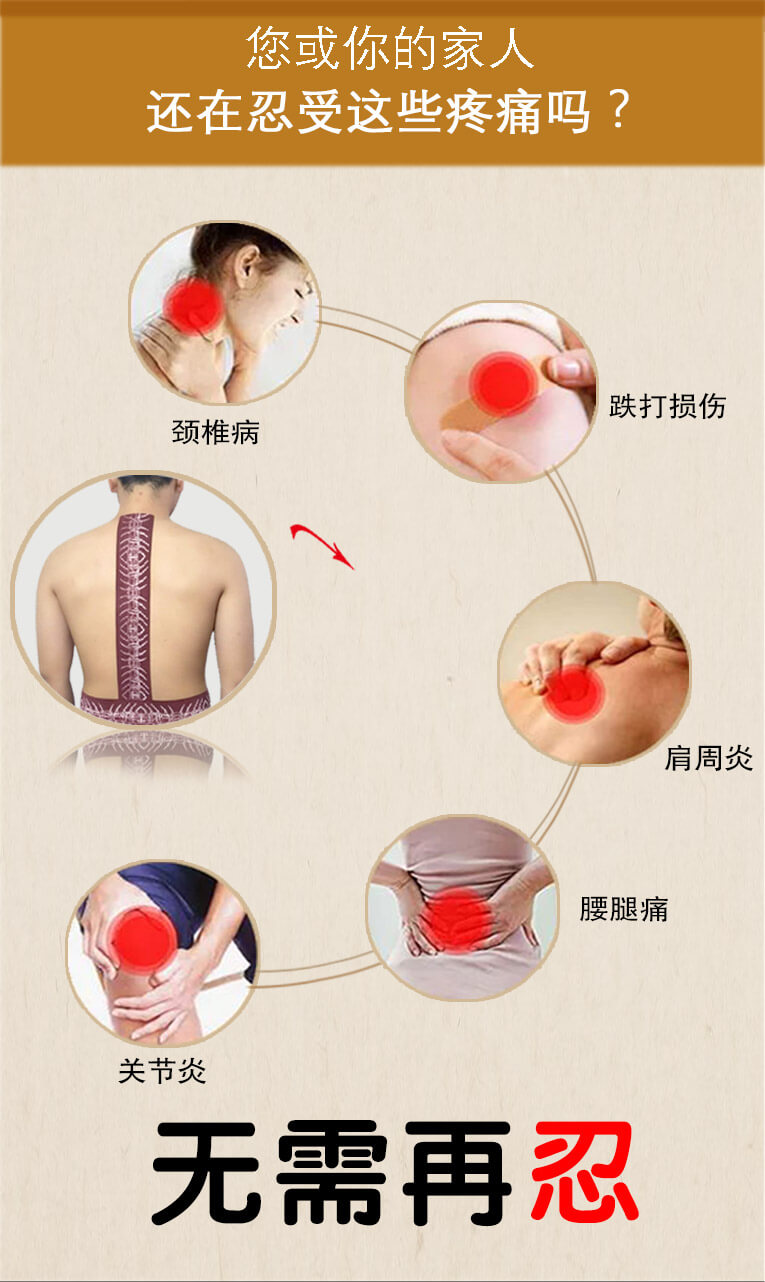 您或你的家人
还在忍受这些疼痛吗？
颈椎病
跌打损伤
肩周炎
腰腿痛
关节炎
无需再忍